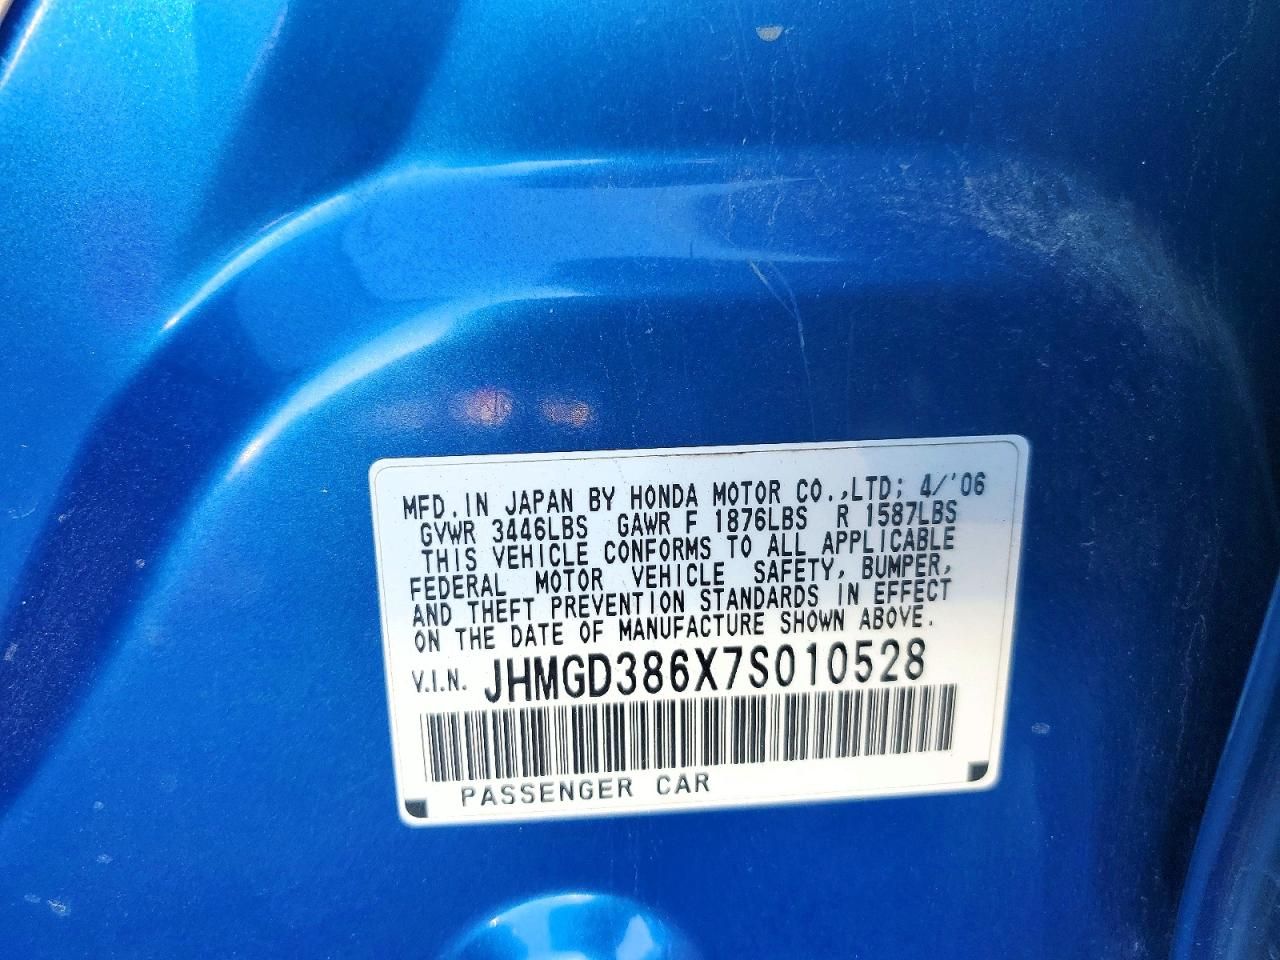 MFD. IN JAPAN BY HONDA MOTOR CO.,LTD; 4/'06
GVWR 3446LBS GAWR F 1876LBS R 1587LBS
THIS VEHICLE CONFORMS TO ALL APPLICABLE
FEDERAL MOTOR VEHICLE SAFETY, BUMPER,
AND THEFT PREVENTION STANDARDS IN EFFECT
ON THE DATE OF MANUFACTURE SHOWN ABOVE.
V.I.N. JHMGD386X7S010528
PASSENGER CAR